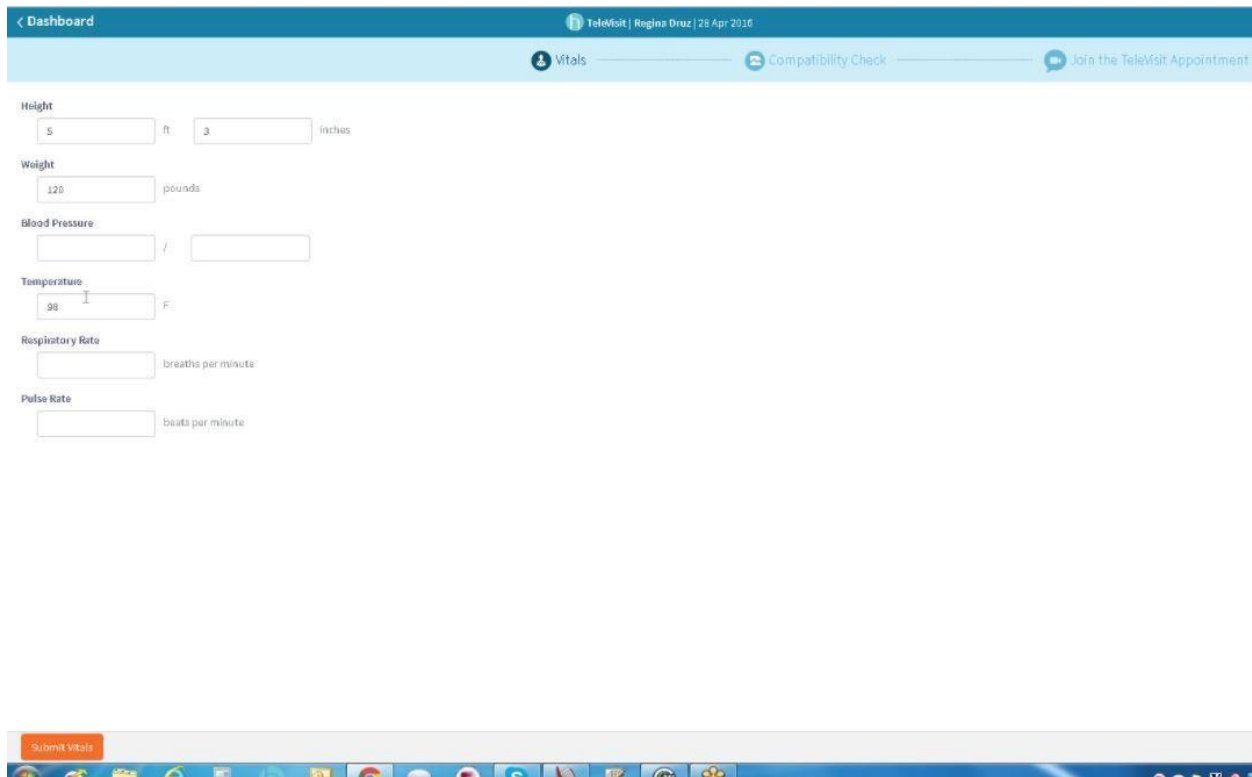 < Dashboard
h TeleVisit | Regina Druz | 28 Apr 2016
Vitals
Compatibility Check
Join the TeleVisit Appointment
Height
5 ft 3 inches
Weight
120 pounds
Blood Pressure
/
Temperature
98 F
Respiratory Rate
breaths per minute
Pulse Rate
beats per minute
Submit Vitals